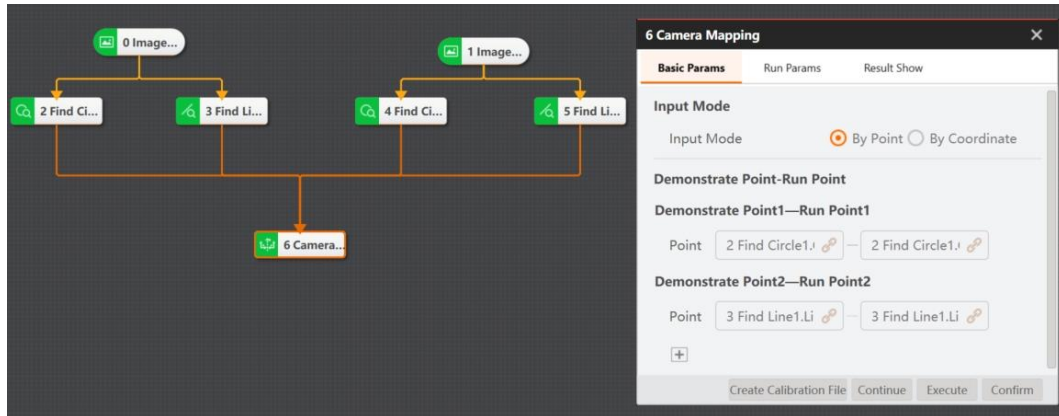 0 Image...
1 Image...
2 Find Ci...
3 Find Li...
4 Find Ci...
5 Find Li...
6 Camera...
6 Camera Mapping
Basic Params Run Params Result Show
Input Mode
Input Mode By Point By Coordinate
Demonstrate Point-Run Point
Demonstrate Point1—Run Point1
Point 2 Find Circle1. — 2 Find Circle1.
Demonstrate Point2—Run Point2
Point 3 Find Line1.Li — 3 Find Line1.Li
Create Calibration File Continue Execute Confirm